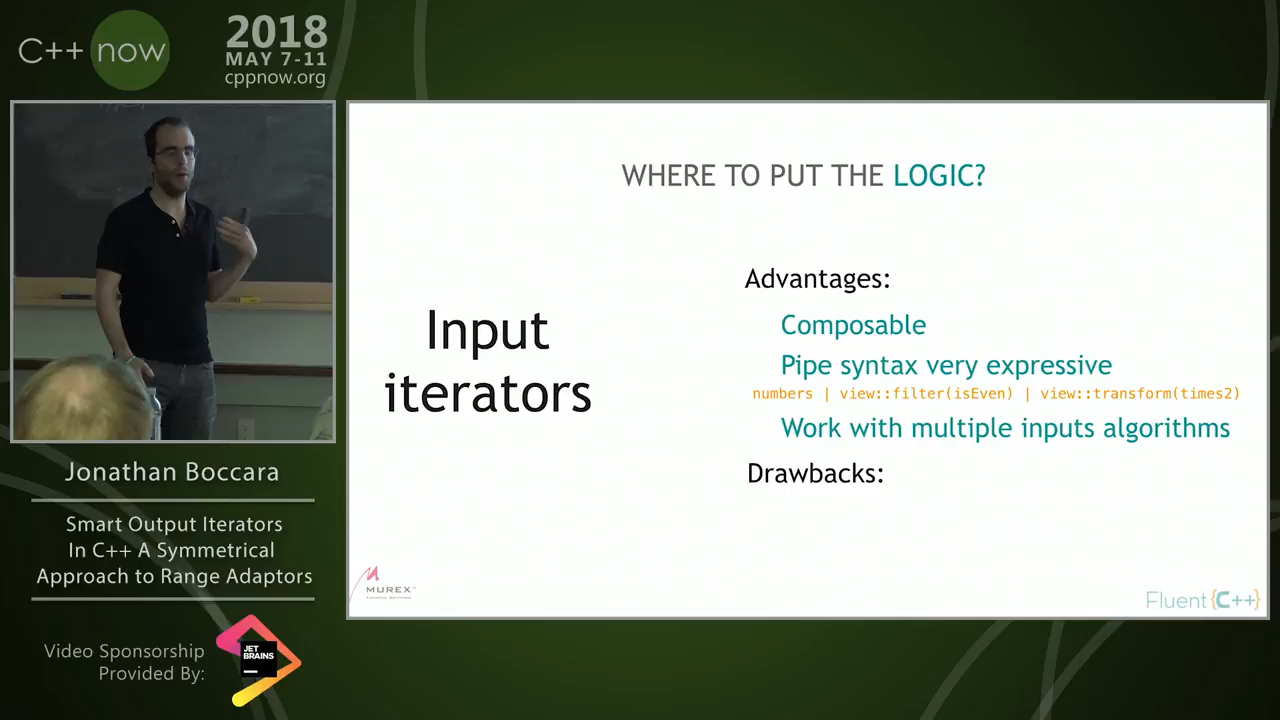 C++ now
2018
MAY 7-11
cppnow.org
WHERE TO PUT THE LOGIC?
Input
iterators
Advantages:
Composable
Pipe syntax very expressive
numbers | view::filter(isEven) | view::transform(times2)
Work with multiple inputs algorithms
Drawbacks:
MUREX
Fluent {C++}
Jonathan Boccara
Smart Output Iterators
In C++ A Symmetrical
Approach to Range Adaptors
Video Sponsorship
Provided By:
JET
BRAINS